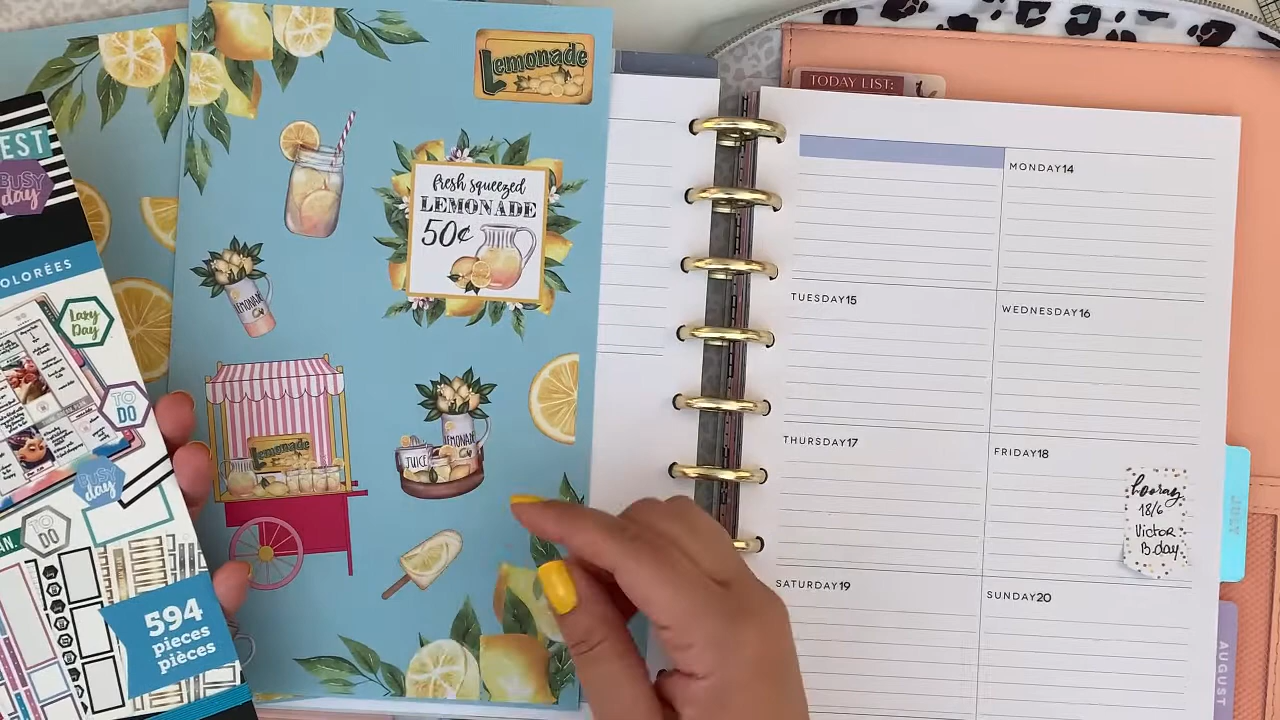 EST
BUSY
day
OLORÉES
Lazy
Day
TO
DO
BUSY
day
TO
DO
AN.
594
pieces
pièces
Lemonade
fresh squeezed
LEMONADE
50¢
LEMONADE
Lemonade
LEMONADE
JUICE
TODAY LIST:
MONDAY14
TUESDAY15
WEDNESDAY16
THURSDAY17
FRIDAY18
hooray
18/6
Victor
B.day
SATURDAY19
SUNDAY20
JULY
AUGUST